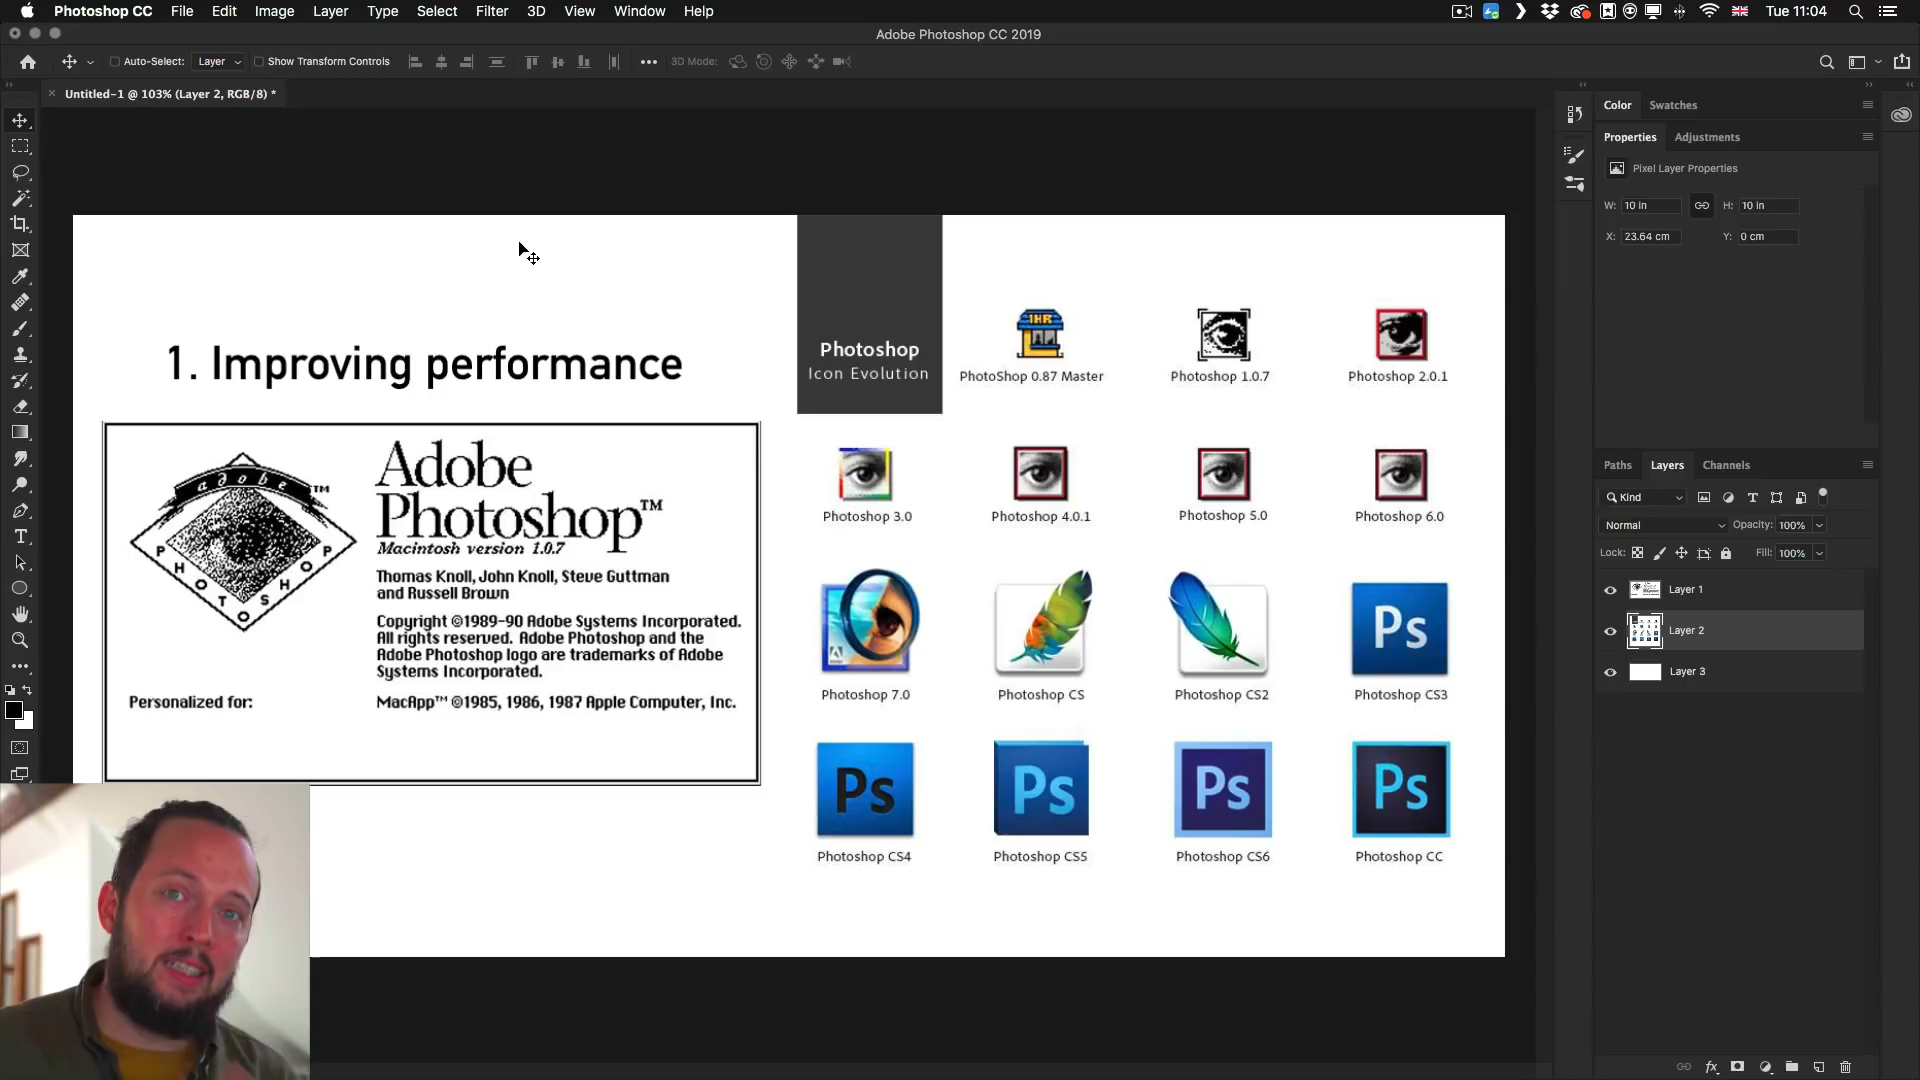 Photoshop CC File Edit Image Layer Type Select Filter 3D View Window Help Tue 11:04
Adobe Photoshop CC 2019
Auto-Select: Layer Show Transform Controls 3D Mode:
Untitled-1 @ 103% (Layer 2, RGB/8) *
Color Swatches
Properties Adjustments
Pixel Layer Properties
W: 10 in H: 10 in
X: 23.64 cm Y: 0 cm
1. Improving performance
adobe TM
PHOTOSHOP
Adobe
Photoshop™
Macintosh version 1.0.7
Thomas Knoll, John Knoll, Steve Guttman
and Russell Brown
Copyright ©1989-90 Adobe Systems Incorporated.
All rights reserved. Adobe Photoshop and the
Adobe Photoshop logo are trademarks of Adobe
Systems Incorporated.
Personalized for:
MacApp™ ©1985, 1986, 1987 Apple Computer, Inc.
Photoshop
Icon Evolution
1HR
PhotoShop 0.87 Master Photoshop 1.0.7 Photoshop 2.0.1
Photoshop 3.0 Photoshop 4.0.1 Photoshop 5.0 Photoshop 6.0
Ps
Photoshop 7.0 Photoshop CS Photoshop CS2 Photoshop CS3
Ps Ps Ps Ps
Photoshop CS4 Photoshop CS5 Photoshop CS6 Photoshop CC
Paths Layers Channels
Kind
Normal Opacity: 100%
Lock: Fill: 100%
Layer 1
Layer 2
Layer 3
fx